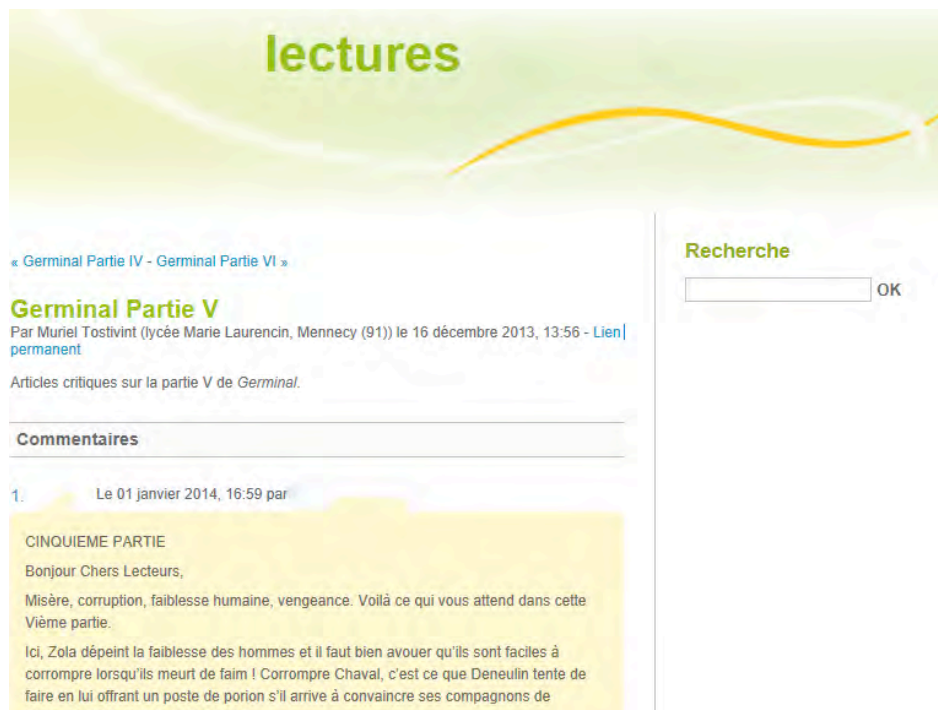 lectures
« Germinal Partie IV - Germinal Partie VI »
Recherche
OK
Germinal Partie V
Par Muriel Tostivint (lycée Marie Laurencin, Mennecy (91)) le 16 décembre 2013, 13:56 - Lien
permanent
Articles critiques sur la partie V de Germinal.
Commentaires
1. Le 01 janvier 2014, 16:59 par
CINQUIEME PARTIE
Bonjour Chers Lecteurs,
Misère, corruption, faiblesse humaine, vengeance. Voilà ce qui vous attend dans cette
Vième partie.
Ici, Zola dépeint la faiblesse des hommes et il faut bien avouer qu'ils sont faciles à
corrompre lorsqu'ils meurt de faim ! Corrompre Chaval, c'est ce que Deneulin tente de
faire en lui offrant un poste de porion s'il arrive à convaincre ses compagnons de